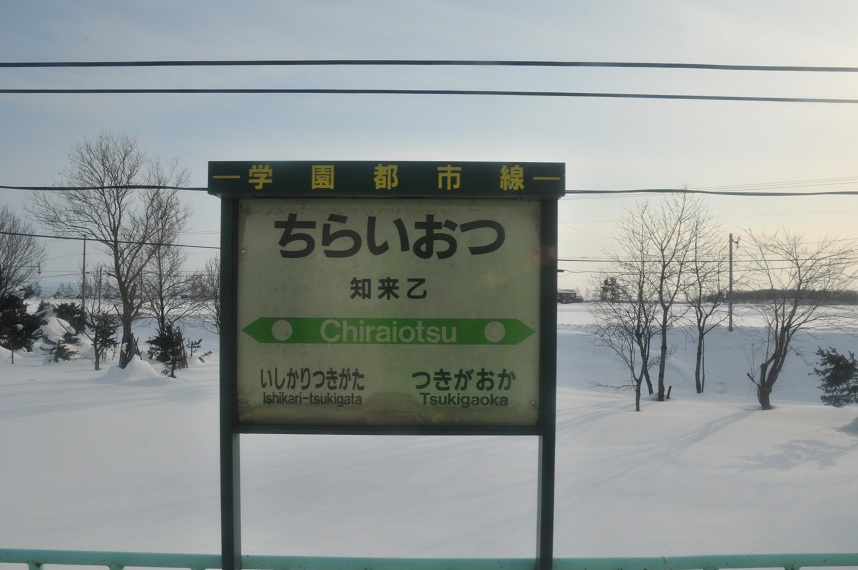 学園都市線
ちらいおつ
知来乙
Chiraiotsu
いしかりつきがた つきがおか
Ishikari-tsukigata Tsukigaoka